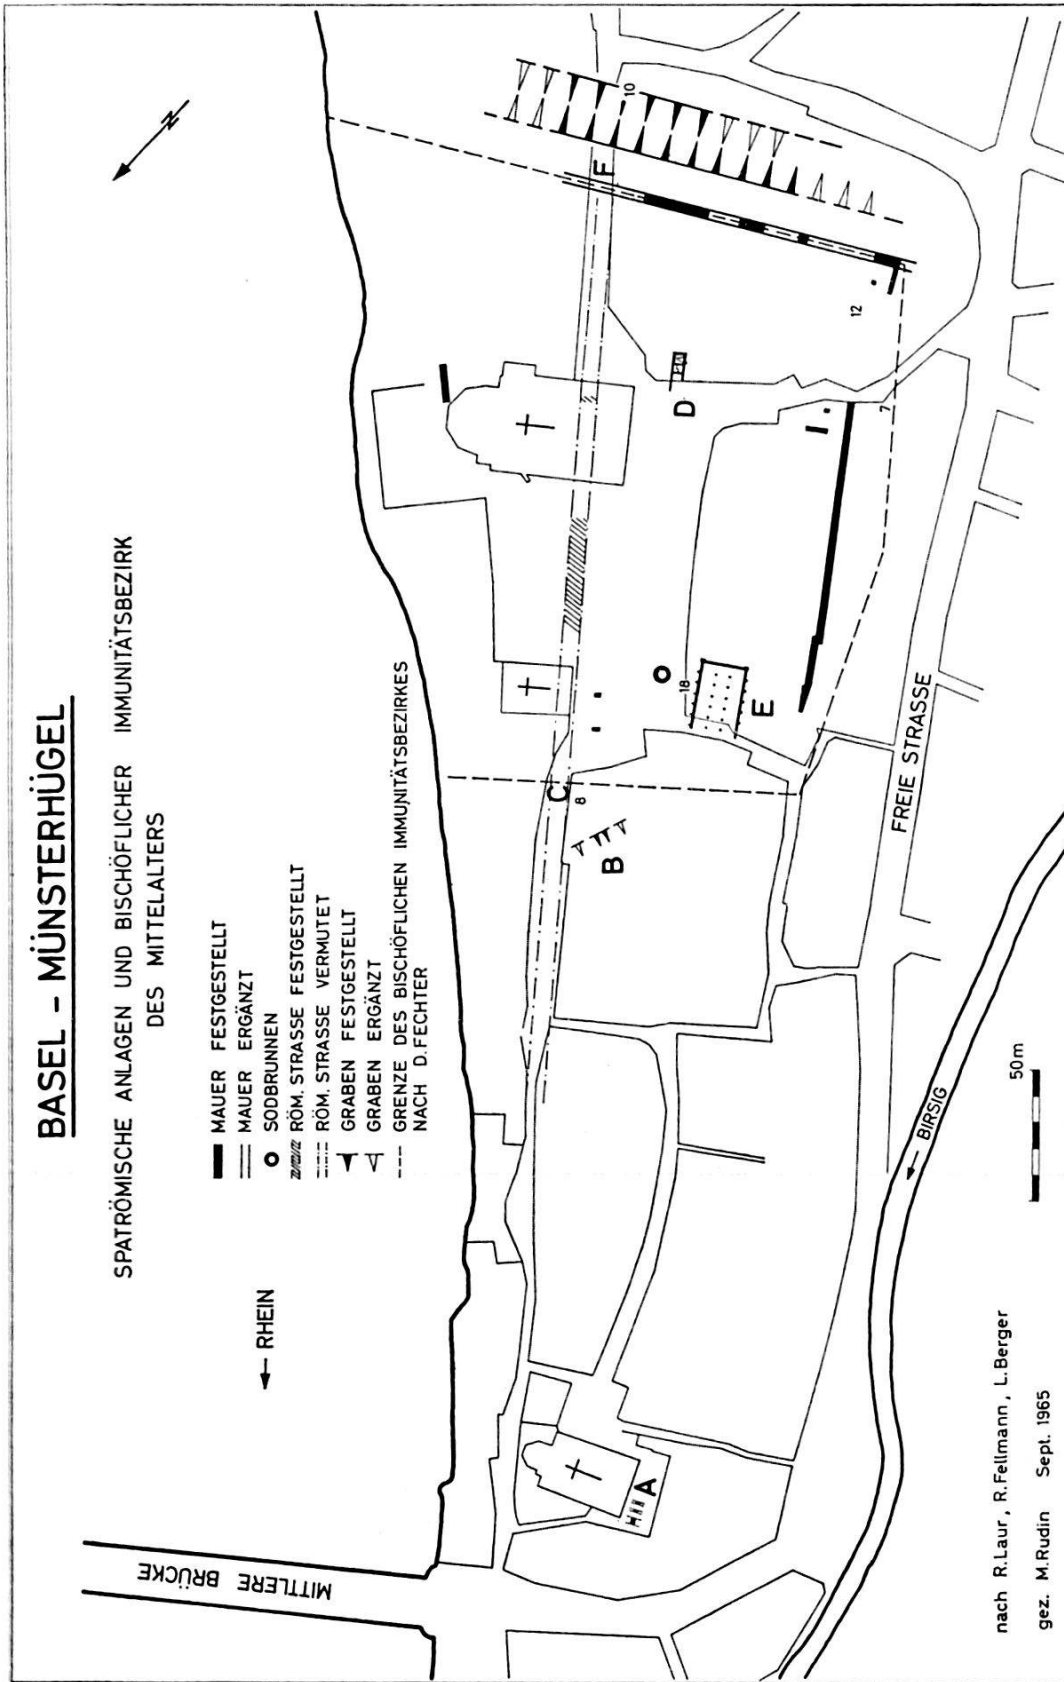 BASEL - MÜNSTERHÜGEL
SPATRÖMISCHE ANLAGEN UND BISCHÖFLICHER IMMUNITÄTSBEZIRK
DES MITTELALTERS
MAUER FESTGESTELLT
MAUER ERGÄNZT
SODBRUNNEN
RÖM. STRASSE FESTGESTELLT
RÖM. STRASSE VERMUTET
GRABEN FESTGESTELLT
GRABEN ERGÄNZT
GRENZE DES BISCHÖFLICHEN IMMUNITÄTSBEZIRKES
NACH D. FECHTER
N
← RHEIN
MITTLERE BRÜCKE
A
B
C
8
18
E
D
F
10
12
7
FREIE STRASSE
← BIRSIG
50 m
nach R. Laur, R. Fellmann, L. Berger
gez. M. Rudin Sept. 1965